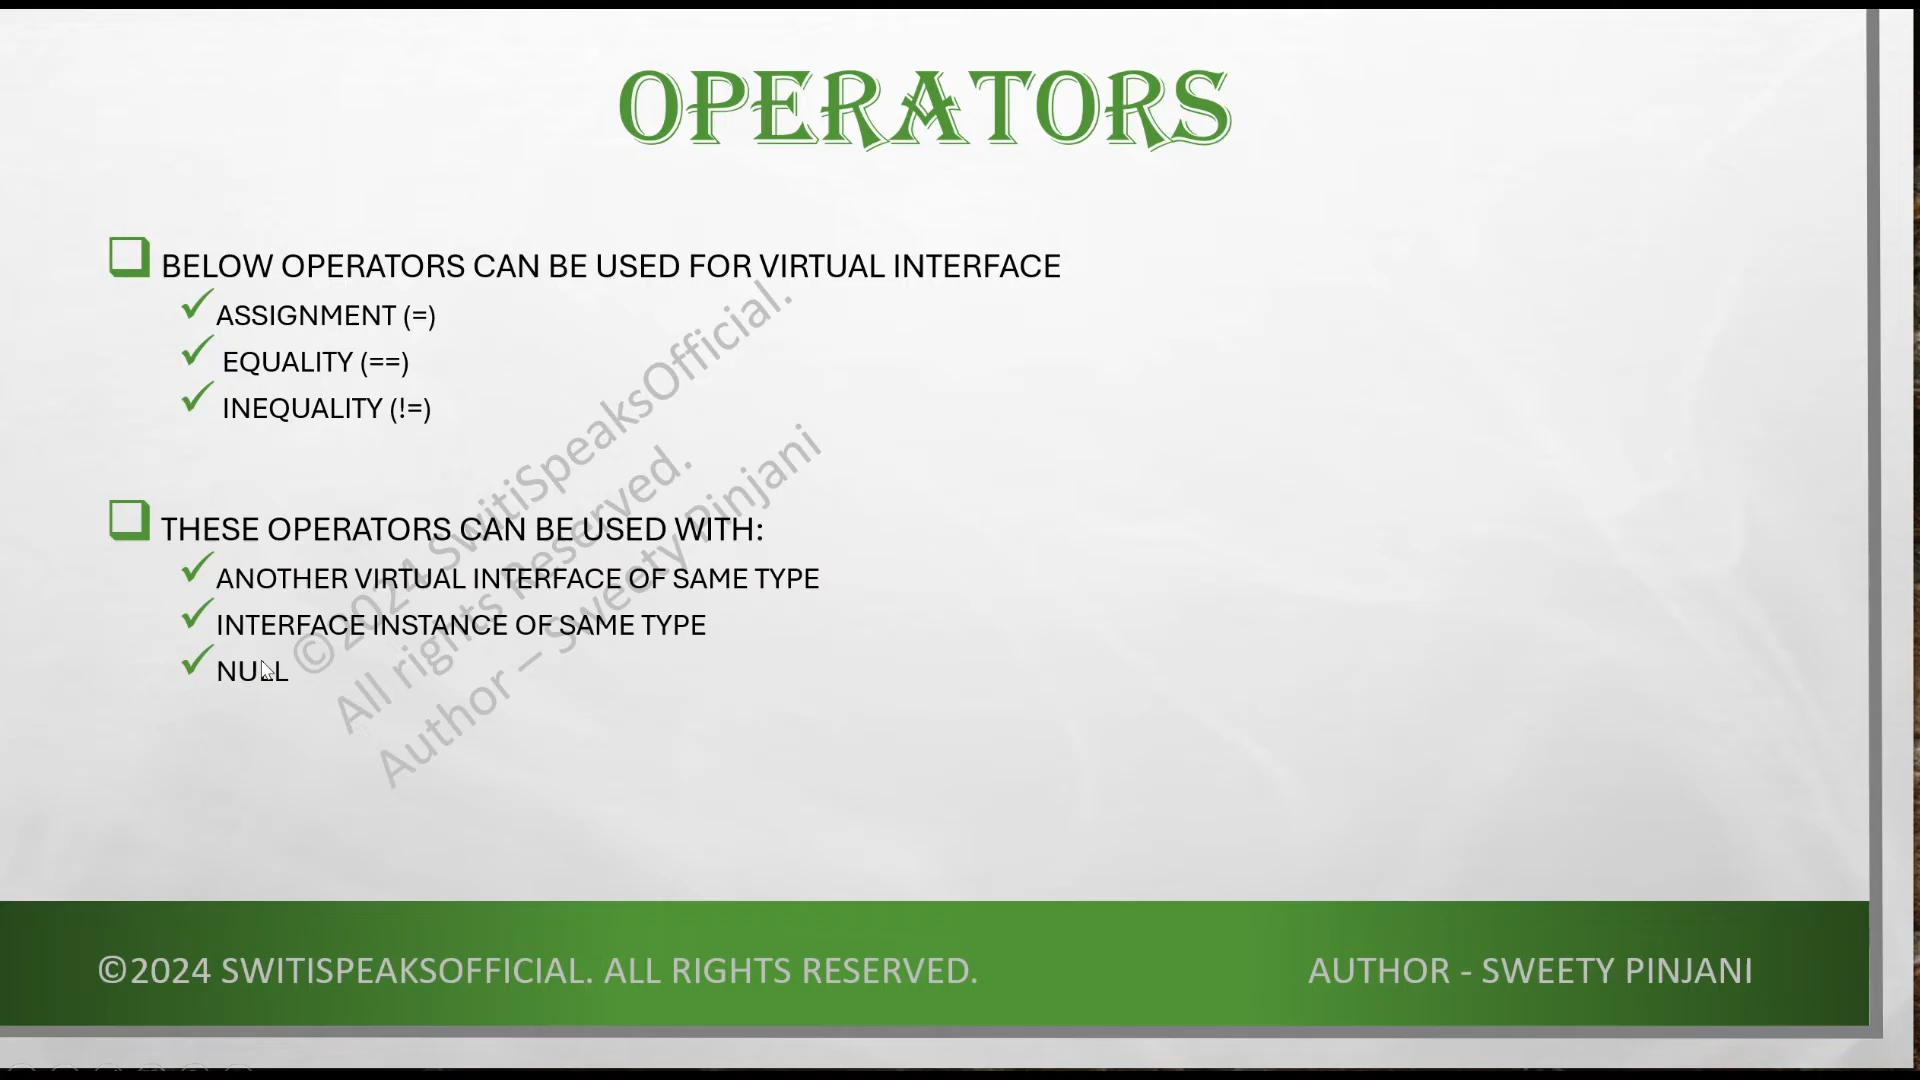 OPERATORS
BELOW OPERATORS CAN BE USED FOR VIRTUAL INTERFACE
ASSIGNMENT (=)
EQUALITY (==)
INEQUALITY (!=)
THESE OPERATORS CAN BE USED WITH:
ANOTHER VIRTUAL INTERFACE OF SAME TYPE
INTERFACE INSTANCE OF SAME TYPE
NULL
©2024 SwitiSpeaksOfficial.
All rights Reserved.
Author – Sweety Pinjani
©2024 SWITISPEAKSOFFICIAL. ALL RIGHTS RESERVED.
AUTHOR - SWEETY PINJANI